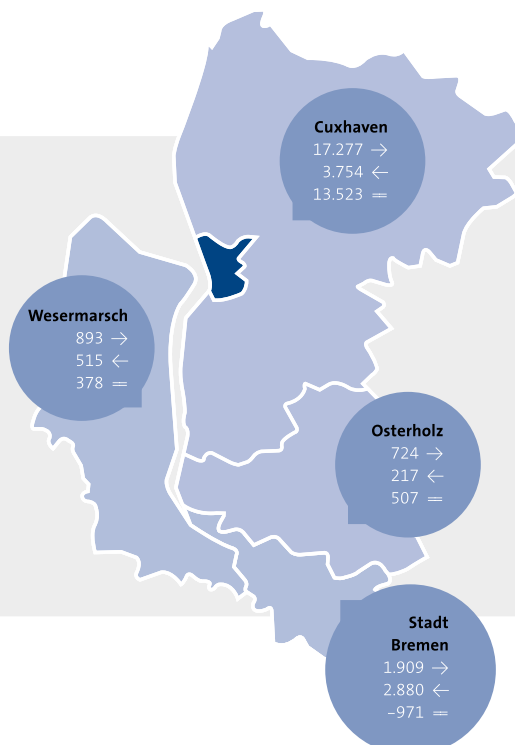 Cuxhaven
17.277 →
3.754 ←
13.523 =
Wesermarsch
893 →
515 ←
378 =
Osterholz
724 →
217 ←
507 =
Stadt
Bremen
1.909 →
2.880 ←
–971 =